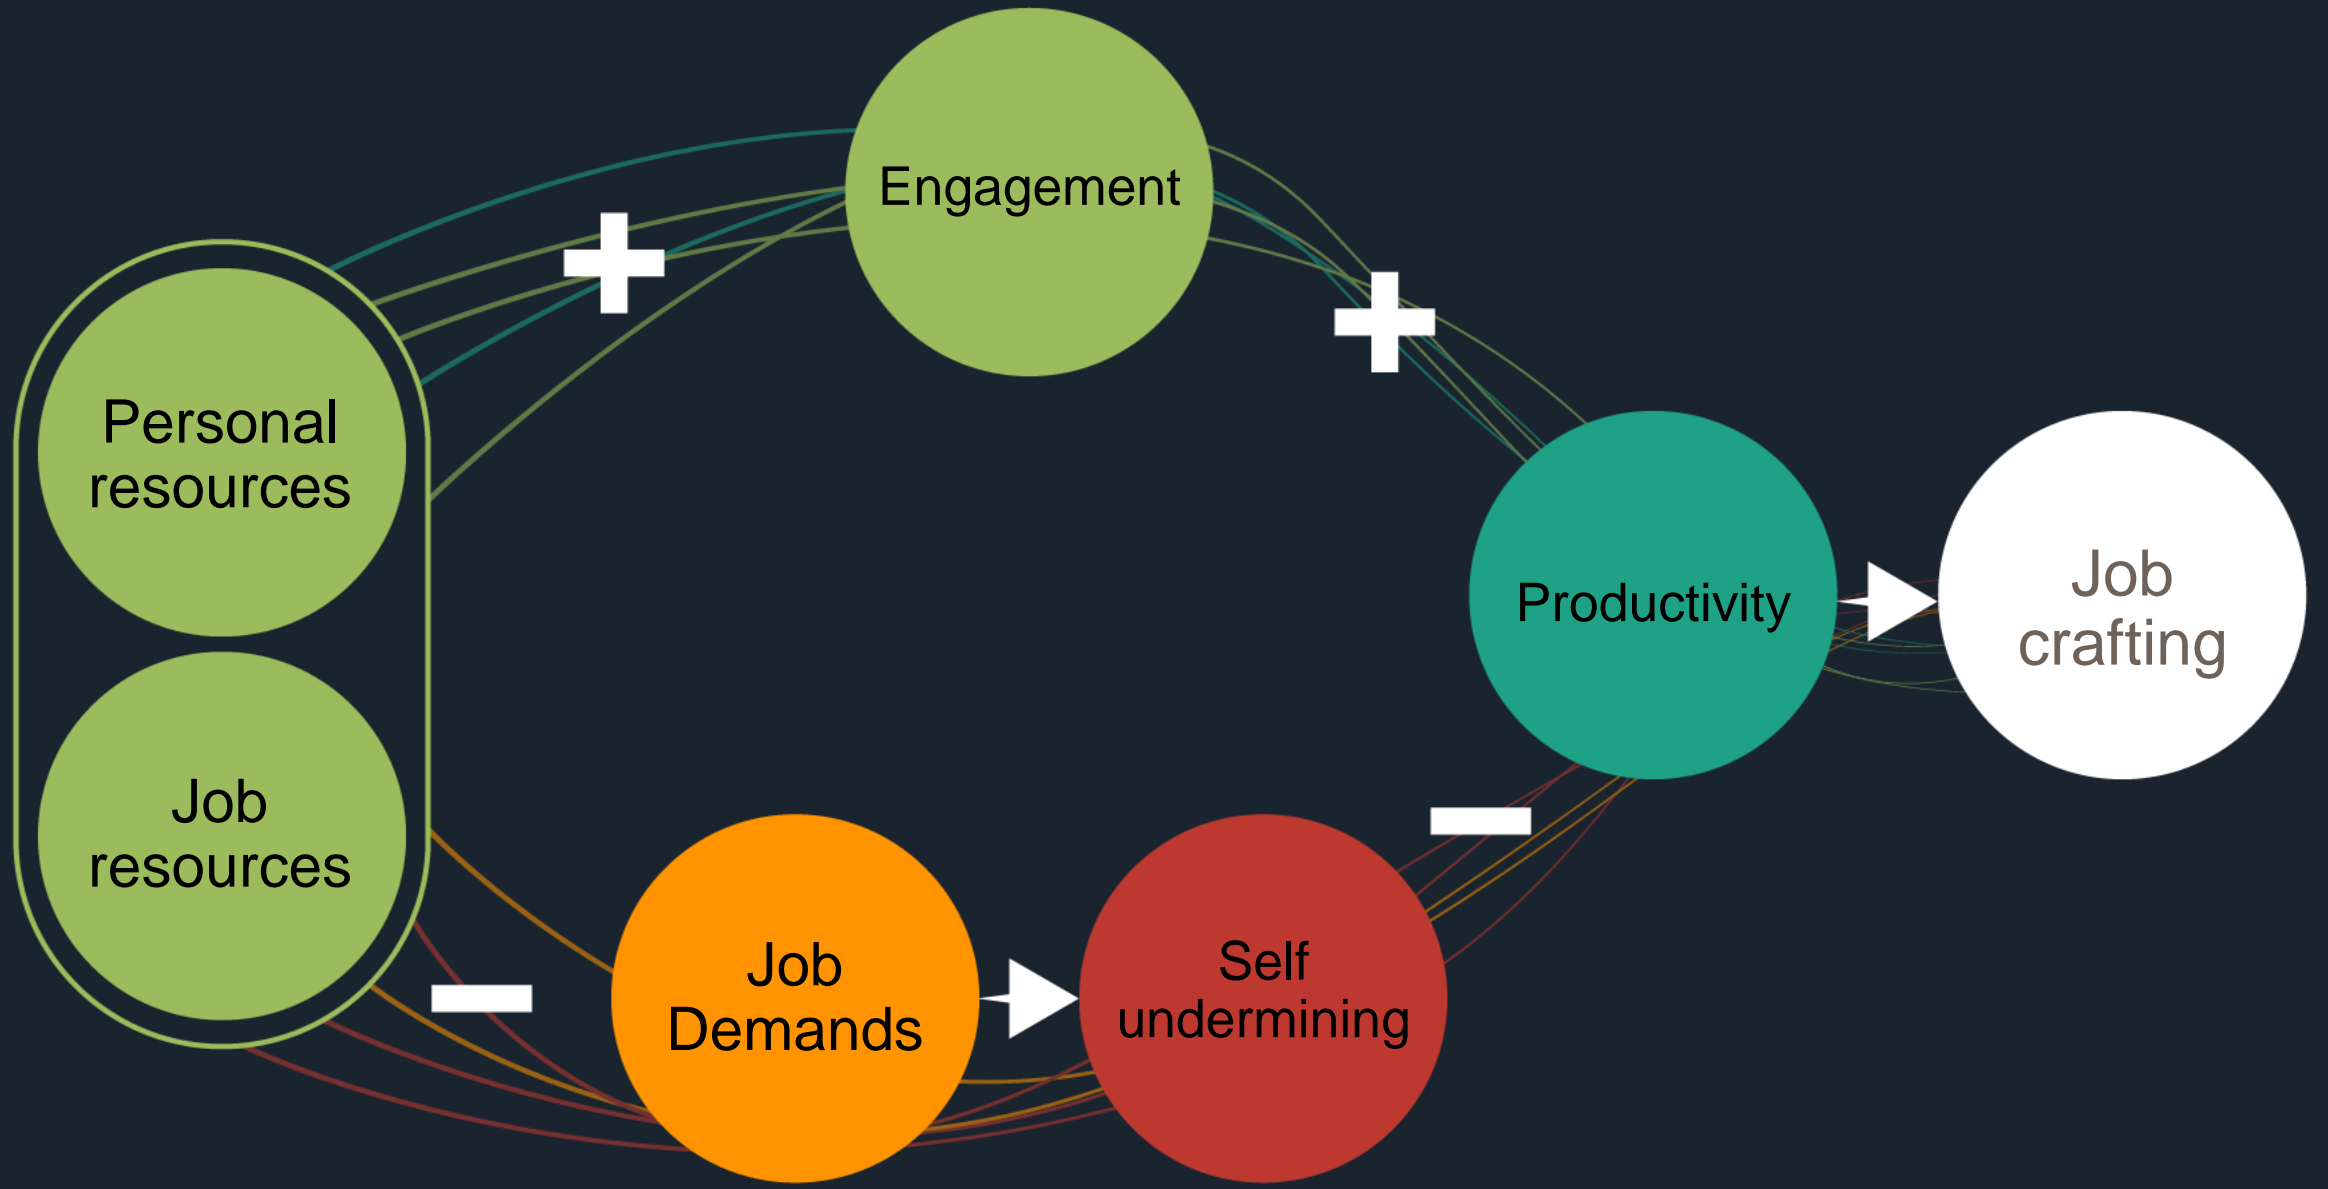 Engagement
Personal
resources
Productivity
Job
crafting
Job
resources
Job
Demands
Self
undermining